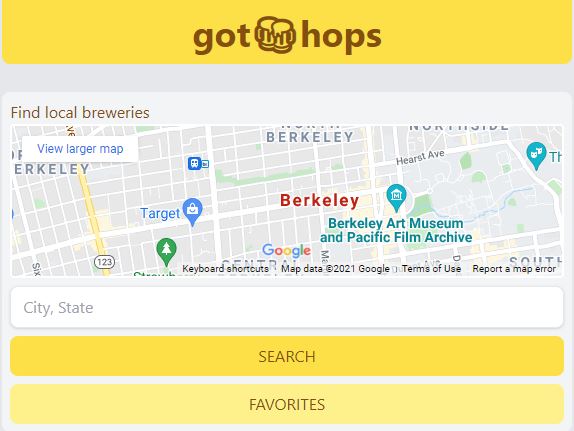 got hops
Find local breweries
View larger map
NORTH
BERKELEY
NORTHSIDE
BERKELEY
Hearst Ave
Th
Target
Berkeley
Berkeley Art Museum
and Pacific Film Archive
123
Google
CENTRAL
SOUTH
Keyboard shortcuts
Map data ©2021 Google
Terms of Use
Report a map error
City, State
SEARCH
FAVORITES